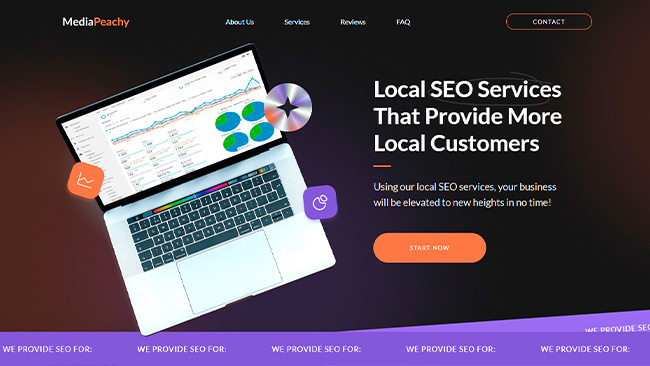 MediaPeachy
About Us
Services
Reviews
FAQ
CONTACT
Local SEO Services
That Provide More
Local Customers
Using our local SEO services, your business
will be elevated to new heights in no time!
START NOW
WE PROVIDE SEO
WE PROVIDE SEO FOR: WE PROVIDE SEO FOR: WE PROVIDE SEO FOR: WE PROVIDE SEO FOR: WE PROVIDE SEO FOR: